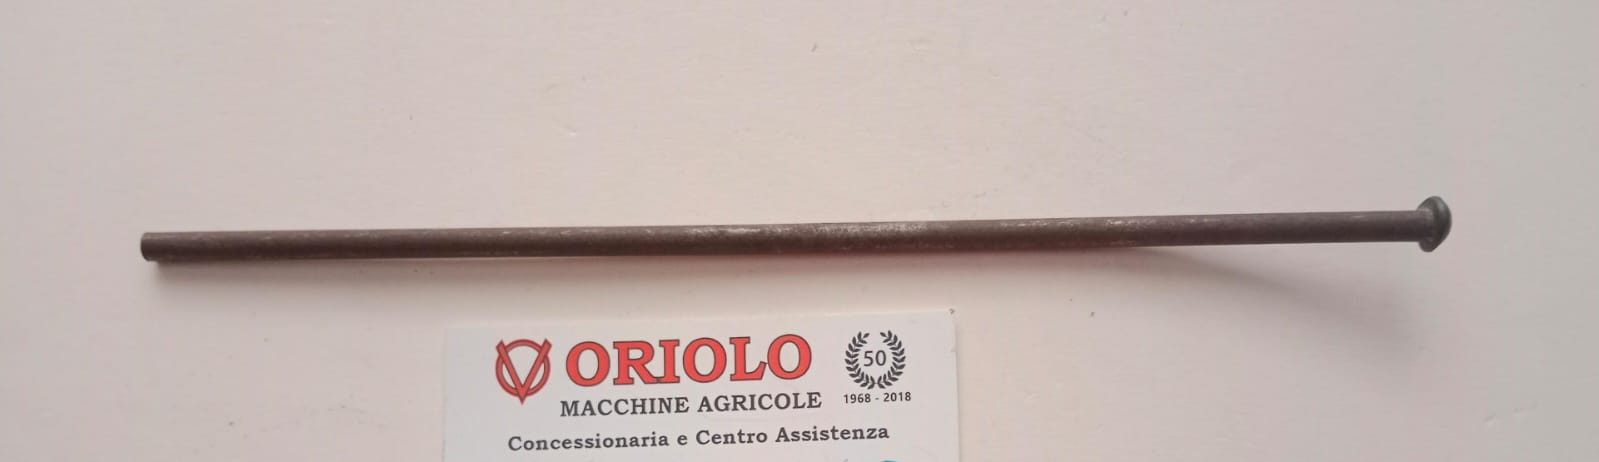 ORIOLO
MACCHINE AGRICOLE
Concessionaria e Centro Assistenza
50
1968 - 2018